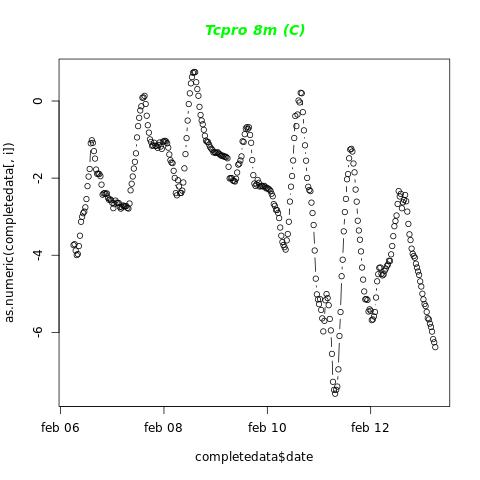 Tcpro 8m (C)
as.numeric(completedata[, i])
0
-2
-4
-6
feb 06 feb 08 feb 10 feb 12
completedata$date